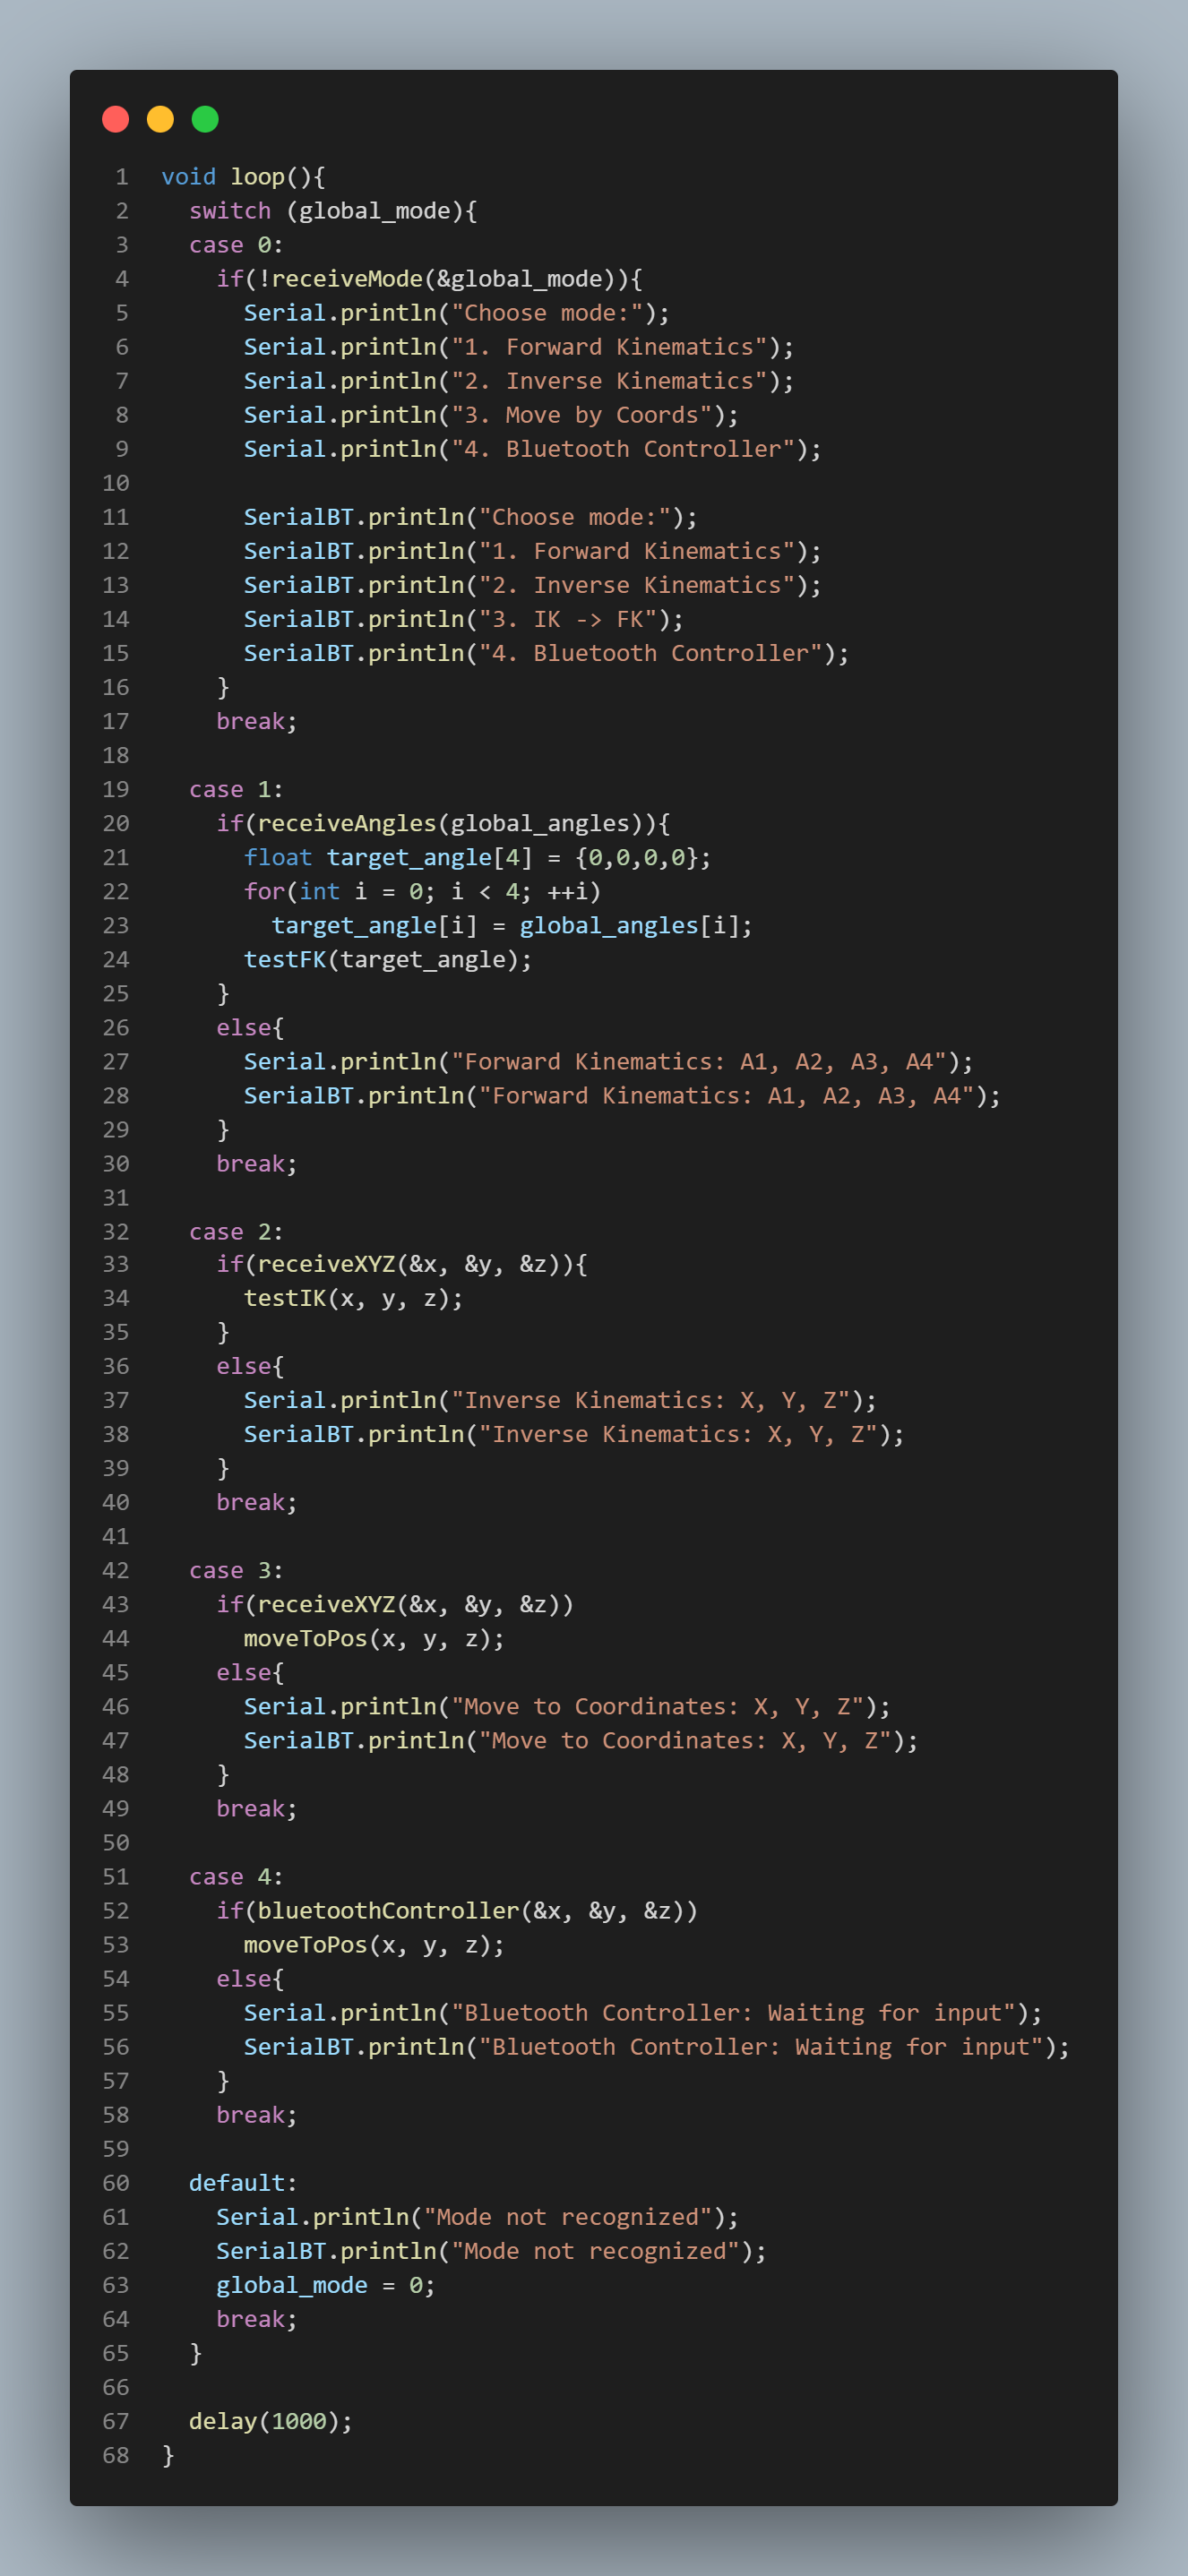 1 void loop(){
2 switch (global_mode){
3 case 0:
4 if(!receiveMode(&global_mode)){
5 Serial.println("Choose mode:");
6 Serial.println("1. Forward Kinematics");
7 Serial.println("2. Inverse Kinematics");
8 Serial.println("3. Move by Coords");
9 Serial.println("4. Bluetooth Controller");
10
11 SerialBT.println("Choose mode:");
12 SerialBT.println("1. Forward Kinematics");
13 SerialBT.println("2. Inverse Kinematics");
14 SerialBT.println("3. IK -> FK");
15 SerialBT.println("4. Bluetooth Controller");
16 }
17 break;
18
19 case 1:
20 if(receiveAngles(global_angles)){
21 float target_angle[4] = {0,0,0,0};
22 for(int i = 0; i < 4; ++i)
23 target_angle[i] = global_angles[i];
24 testFK(target_angle);
25 }
26 else{
27 Serial.println("Forward Kinematics: A1, A2, A3, A4");
28 SerialBT.println("Forward Kinematics: A1, A2, A3, A4");
29 }
30 break;
31
32 case 2:
33 if(receiveXYZ(&x, &y, &z)){
34 testIK(x, y, z);
35 }
36 else{
37 Serial.println("Inverse Kinematics: X, Y, Z");
38 SerialBT.println("Inverse Kinematics: X, Y, Z");
39 }
40 break;
41
42 case 3:
43 if(receiveXYZ(&x, &y, &z))
44 moveToPos(x, y, z);
45 else{
46 Serial.println("Move to Coordinates: X, Y, Z");
47 SerialBT.println("Move to Coordinates: X, Y, Z");
48 }
49 break;
50
51 case 4:
52 if(bluetoothController(&x, &y, &z))
53 moveToPos(x, y, z);
54 else{
55 Serial.println("Bluetooth Controller: Waiting for input");
56 SerialBT.println("Bluetooth Controller: Waiting for input");
57 }
58 break;
59
60 default:
61 Serial.println("Mode not recognized");
62 SerialBT.println("Mode not recognized");
63 global_mode = 0;
64 break;
65 }
66
67 delay(1000);
68 }